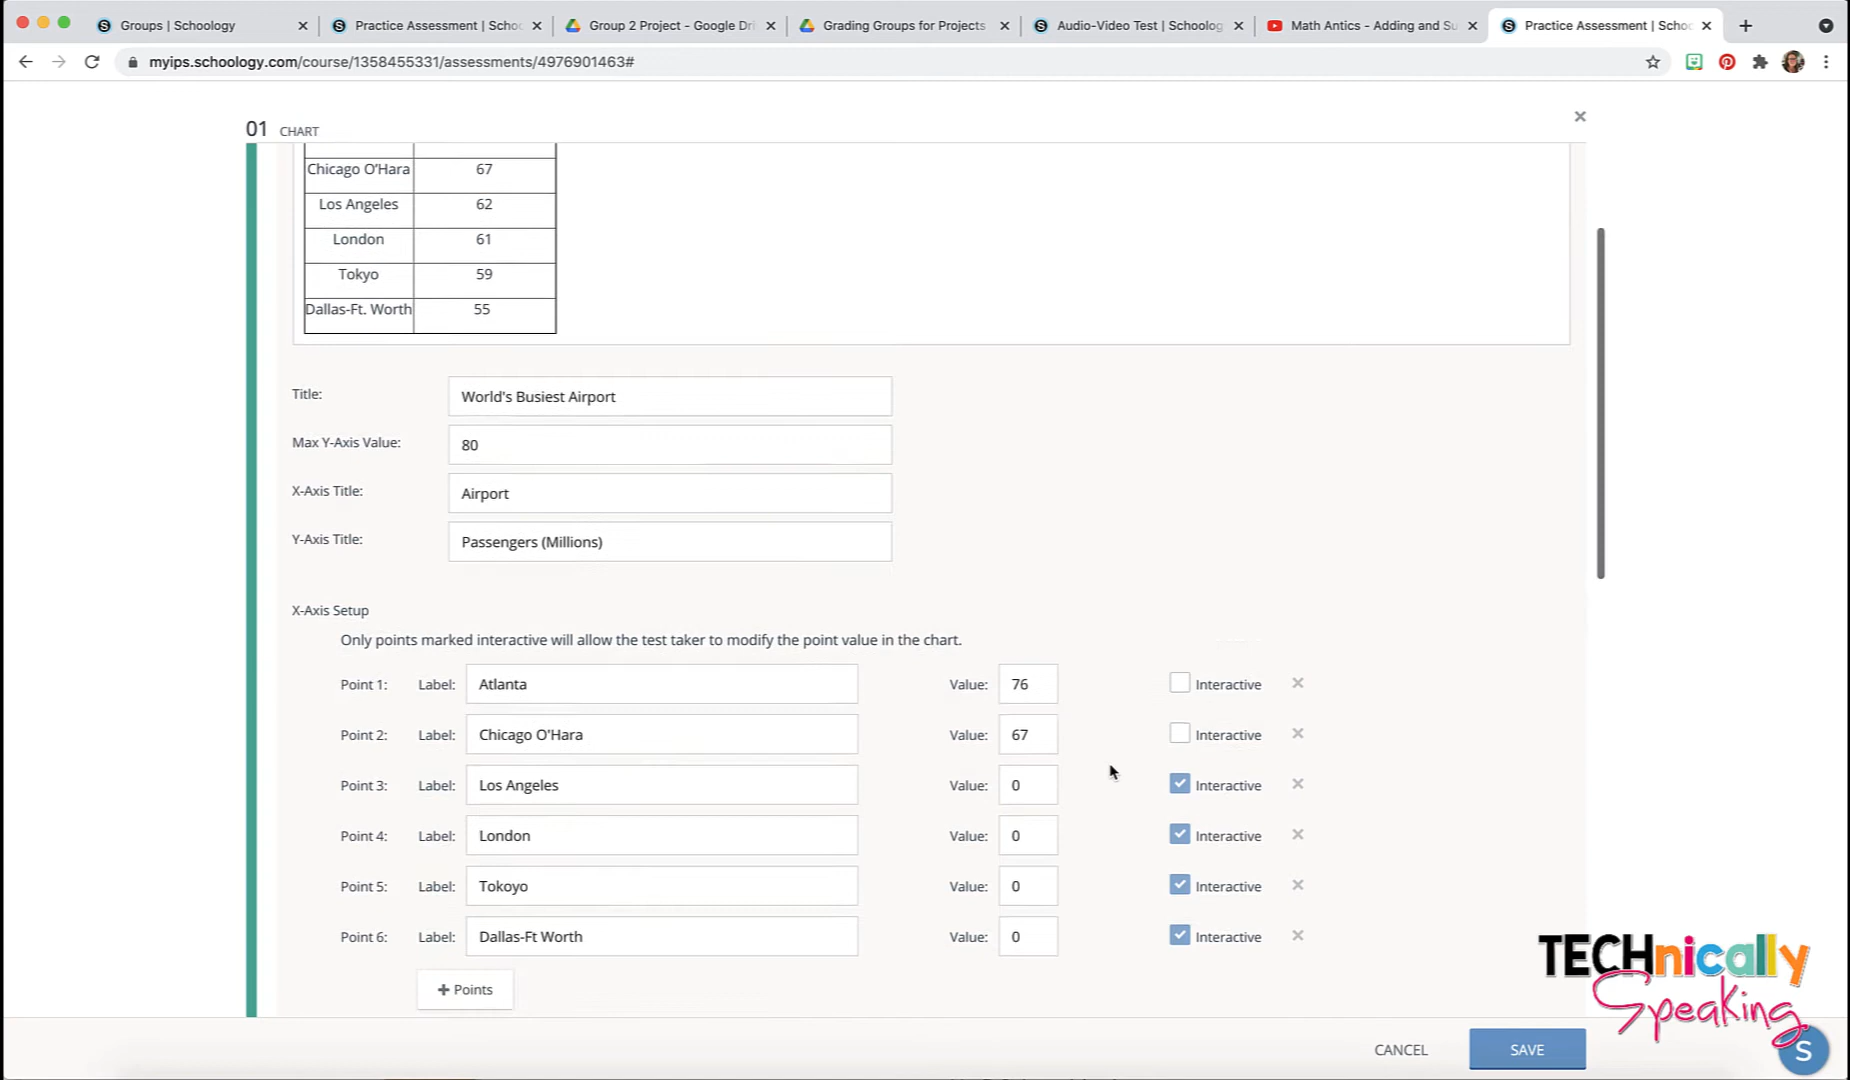 Groups | Schoology
Practice Assessment | Schoo
Group 2 Project - Google Dri
Grading Groups for Projects
Audio-Video Test | Schoolog
Math Antics - Adding and Su
Practice Assessment | Schoo
myips.schoology.com/course/1358455331/assessments/4976901463#
01 CHART
Chicago O'Hara 67
Los Angeles 62
London 61
Tokyo 59
Dallas-Ft. Worth 55
Title: World's Busiest Airport
Max Y-Axis Value: 80
X-Axis Title: Airport
Y-Axis Title: Passengers (Millions)
X-Axis Setup
Only points marked interactive will allow the test taker to modify the point value in the chart.
Point 1: Label: Atlanta Value: 76 Interactive
Point 2: Label: Chicago O'Hara Value: 67 Interactive
Point 3: Label: Los Angeles Value: 0 Interactive
Point 4: Label: London Value: 0 Interactive
Point 5: Label: Tokoyo Value: 0 Interactive
Point 6: Label: Dallas-Ft Worth Value: 0 Interactive
+ Points
TECHnically
Speaking
CANCEL SAVE
S